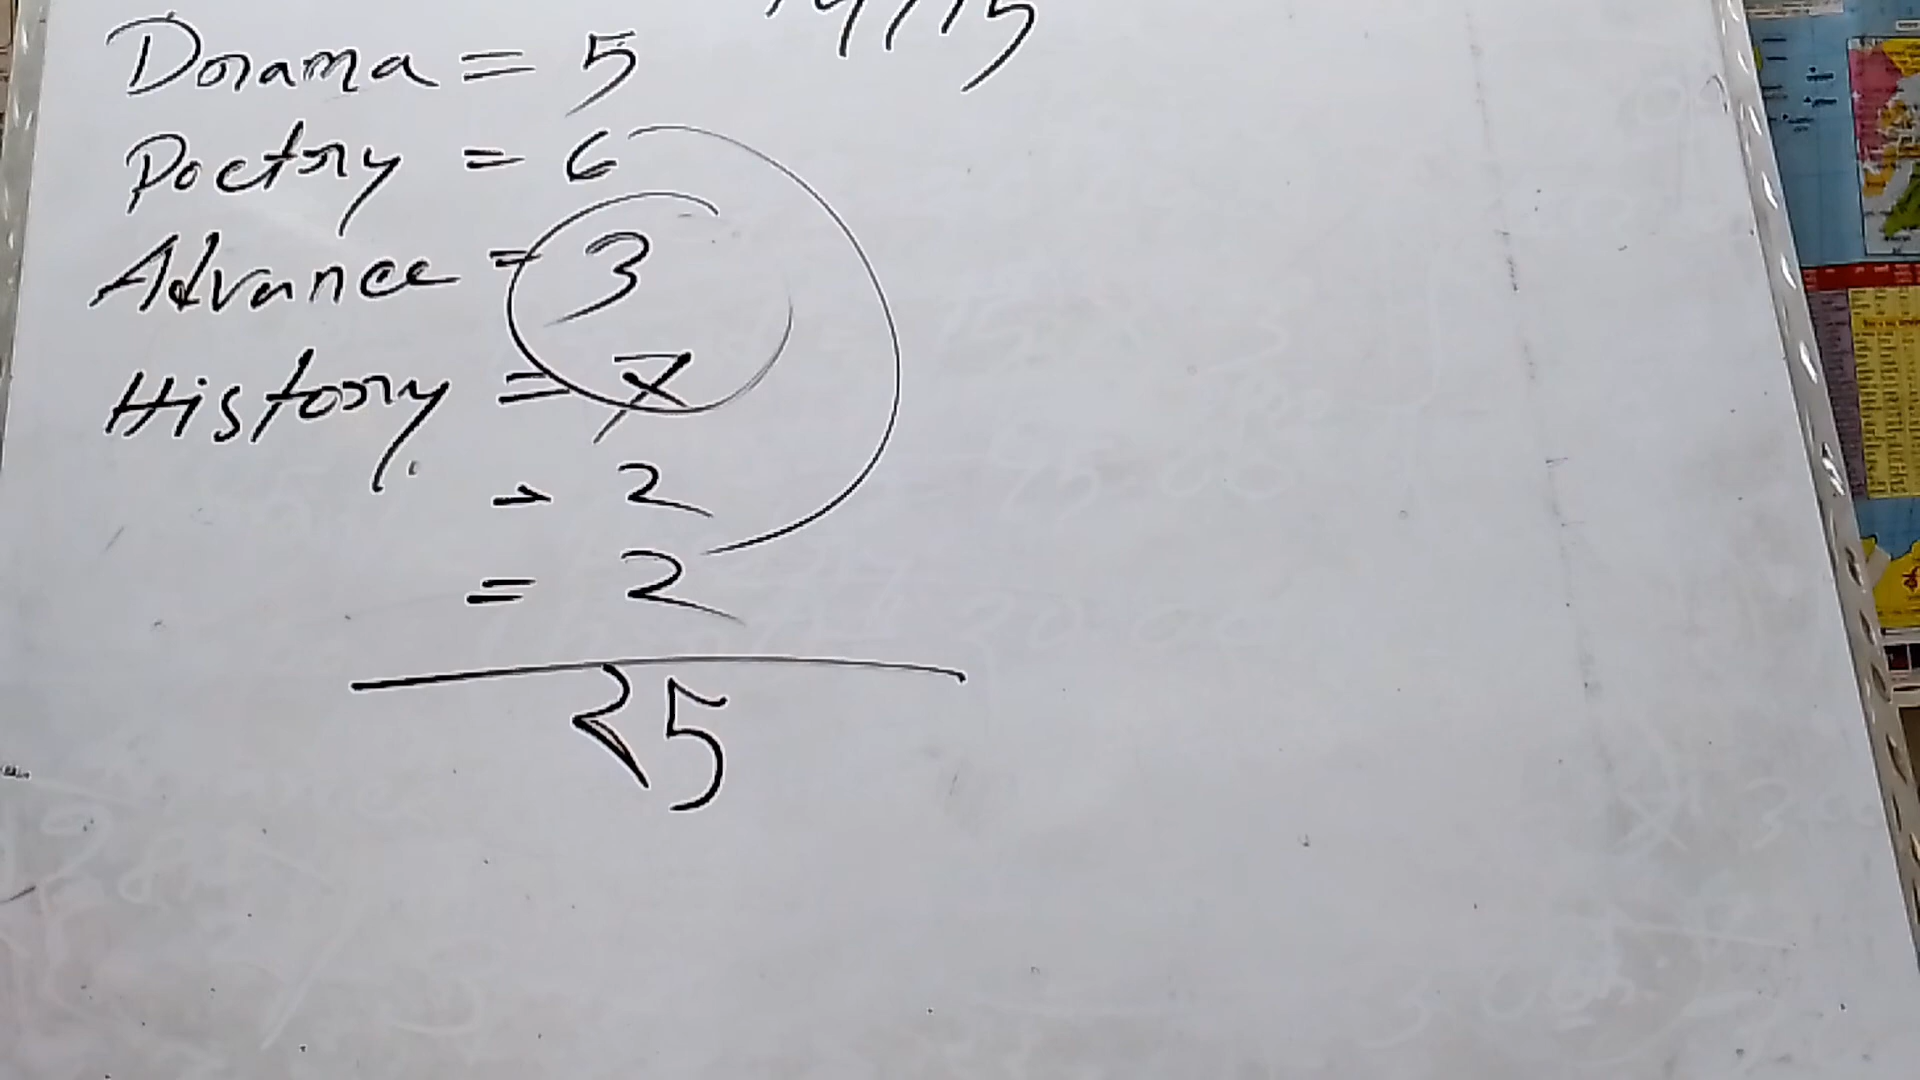 Drama = 5
Poetry = 6
Advance = 3
History = 7
→ 2
= 2
25